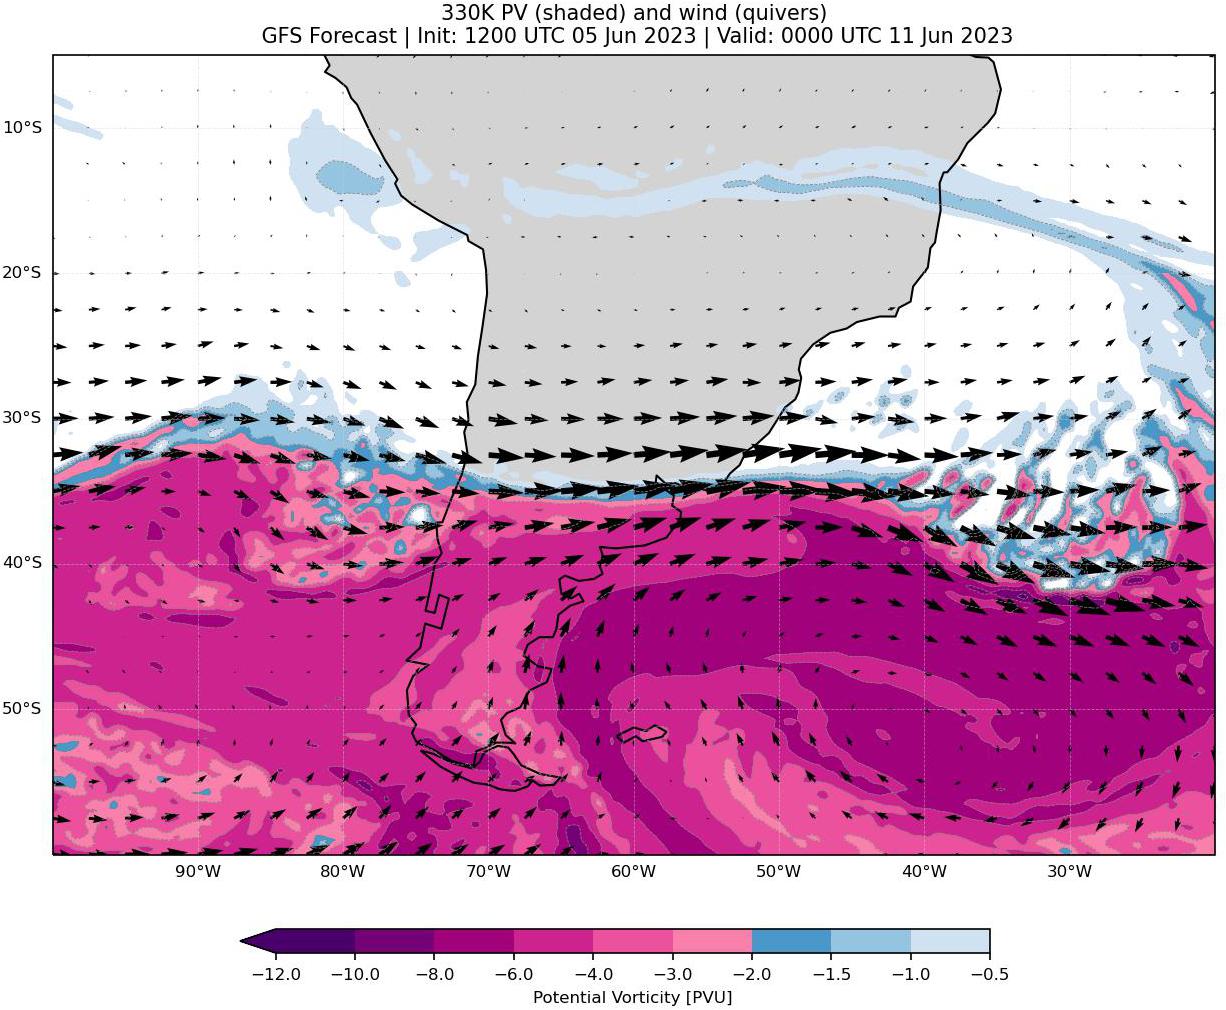 330K PV (shaded) and wind (quivers)
GFS Forecast | Init: 1200 UTC 05 Jun 2023 | Valid: 0000 UTC 11 Jun 2023
10°S
20°S
30°S
40°S
50°S
90°W 80°W 70°W 60°W 50°W 40°W 30°W
−12.0 −10.0 −8.0 −6.0 −4.0 −3.0 −2.0 −1.5 −1.0 −0.5
Potential Vorticity [PVU]